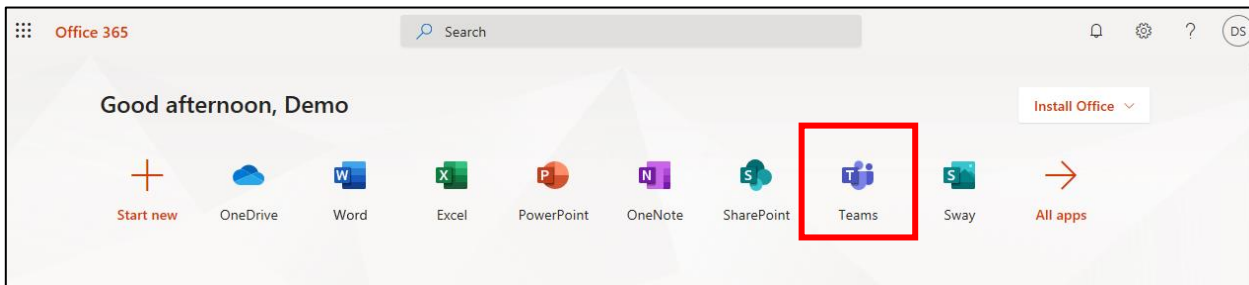 Office 365 Search DS
Good afternoon, Demo
Install Office
W X P N S T S
Start new OneDrive Word Excel PowerPoint OneNote SharePoint Teams Sway All apps